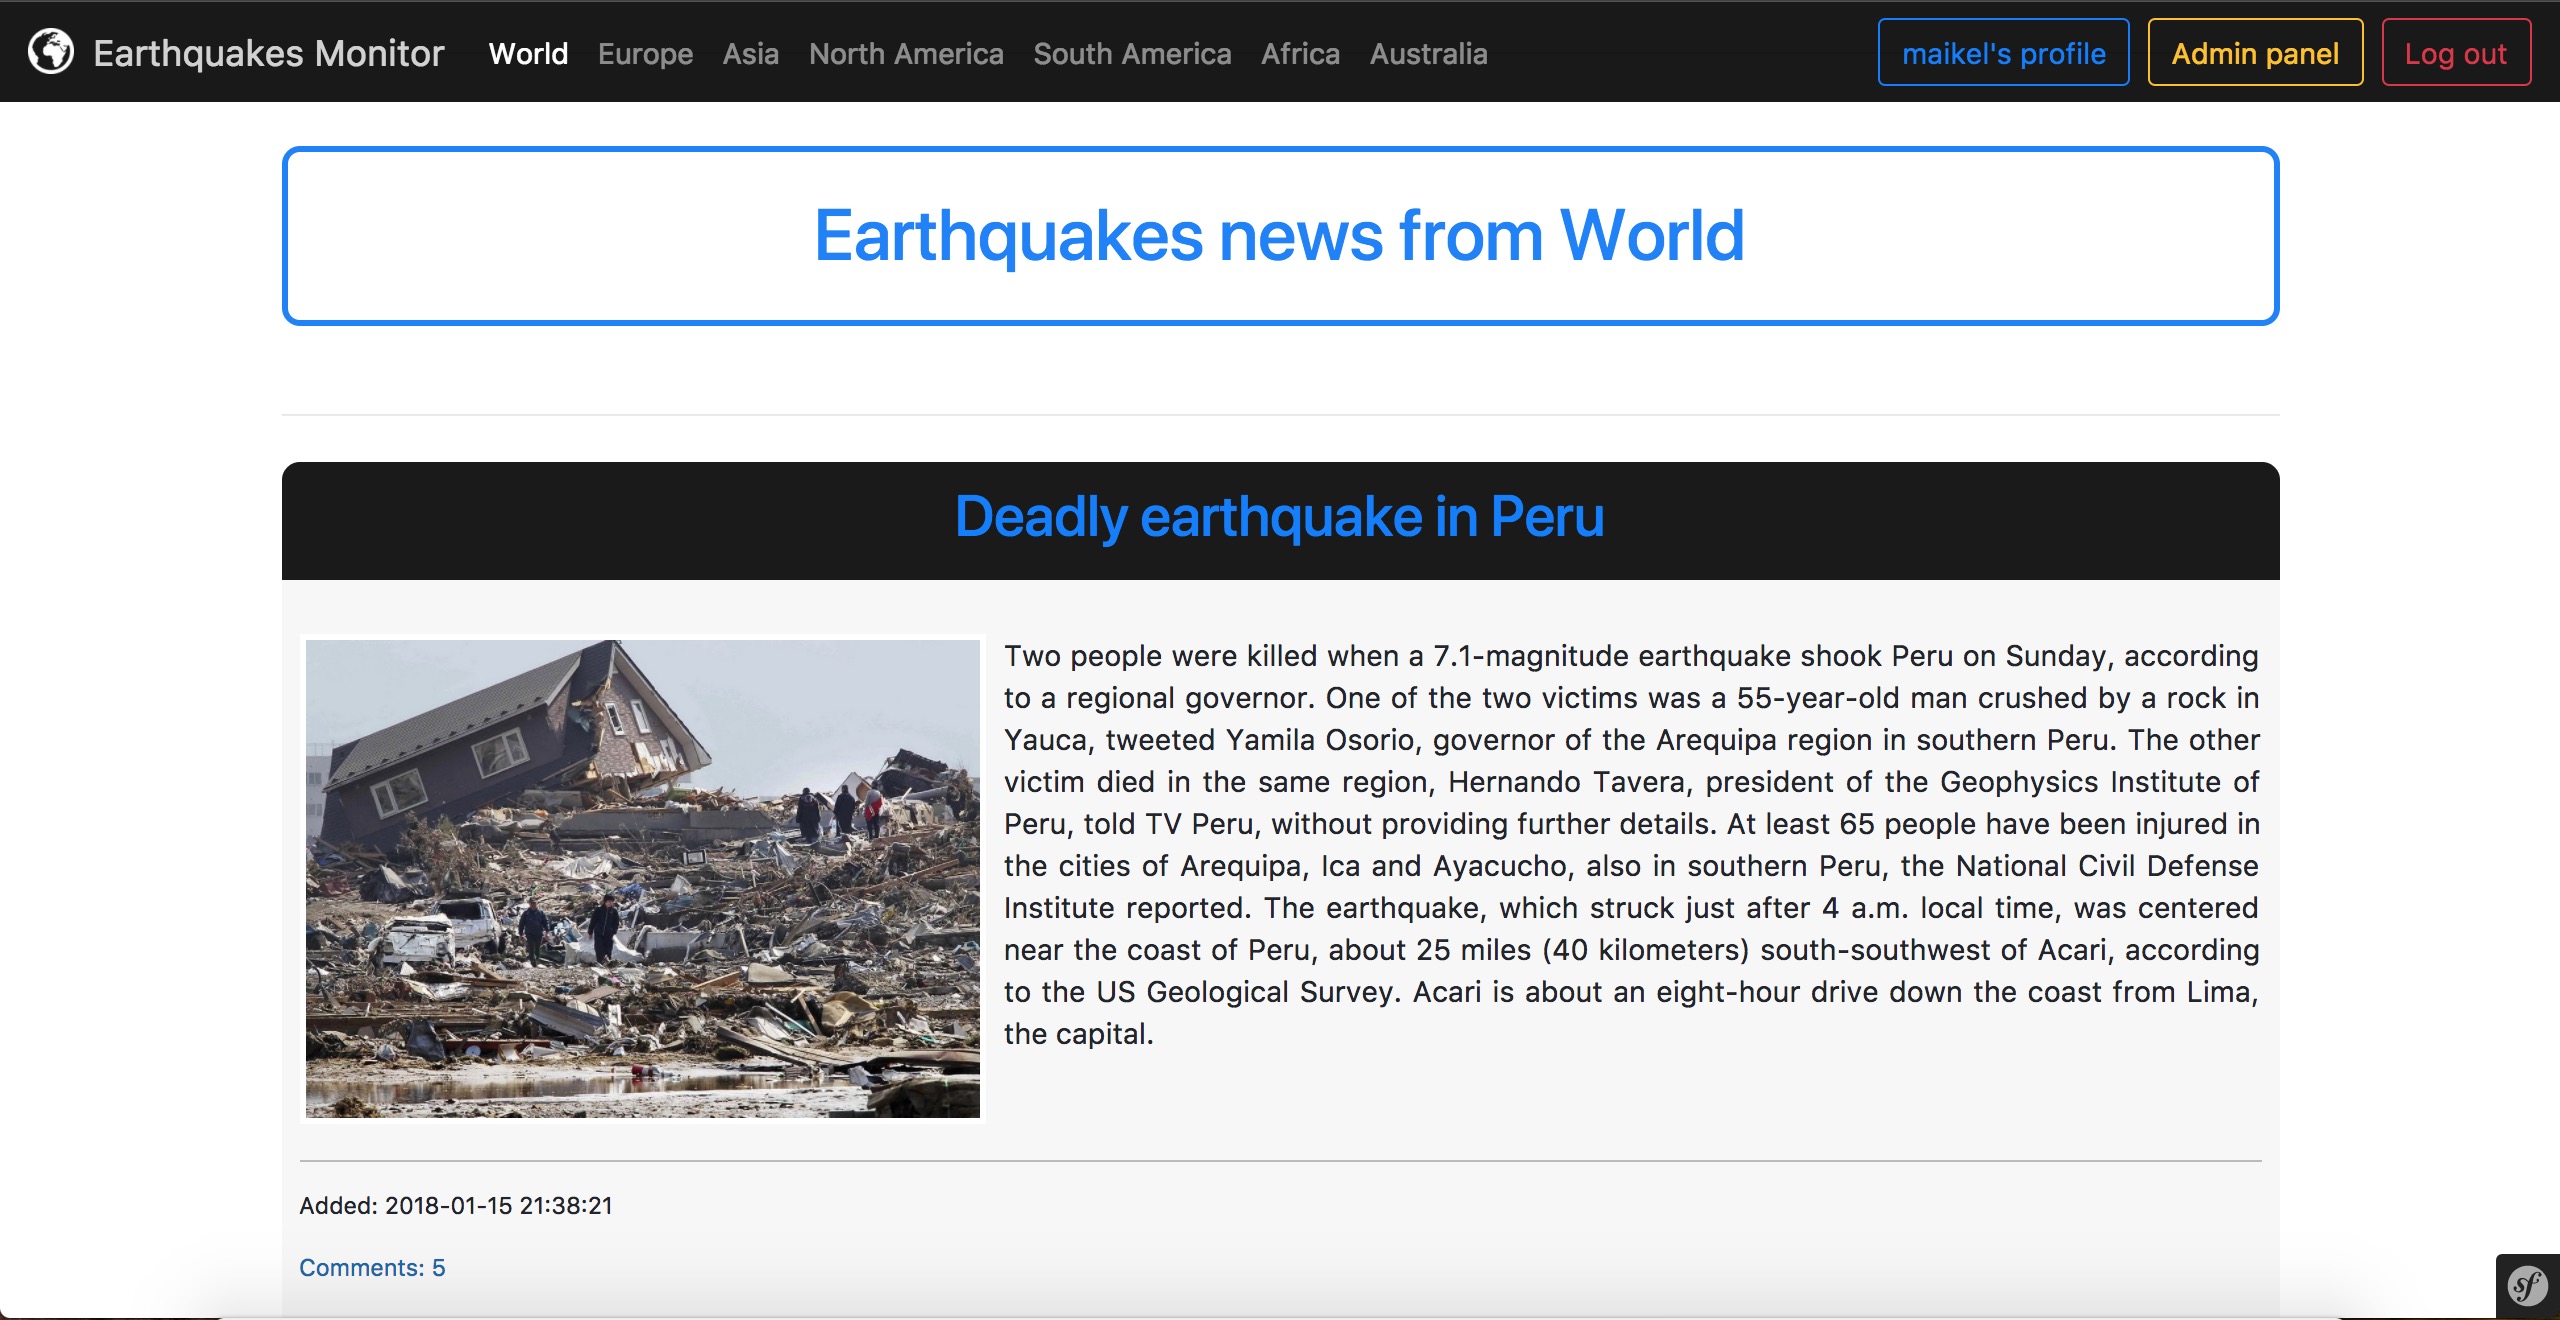 Earthquakes Monitor World Europe Asia North America South America Africa Australia maikel's profile Admin panel Log out
Earthquakes news from World
Deadly earthquake in Peru
Two people were killed when a 7.1-magnitude earthquake shook Peru on Sunday, according
to a regional governor. One of the two victims was a 55-year-old man crushed by a rock in
Yauca, tweeted Yamila Osorio, governor of the Arequipa region in southern Peru. The other
victim died in the same region, Hernando Tavera, president of the Geophysics Institute of
Peru, told TV Peru, without providing further details. At least 65 people have been injured in
the cities of Arequipa, Ica and Ayacucho, also in southern Peru, the National Civil Defense
Institute reported. The earthquake, which struck just after 4 a.m. local time, was centered
near the coast of Peru, about 25 miles (40 kilometers) south-southwest of Acari, according
to the US Geological Survey. Acari is about an eight-hour drive down the coast from Lima,
the capital.
Added: 2018-01-15 21:38:21
Comments: 5
sf